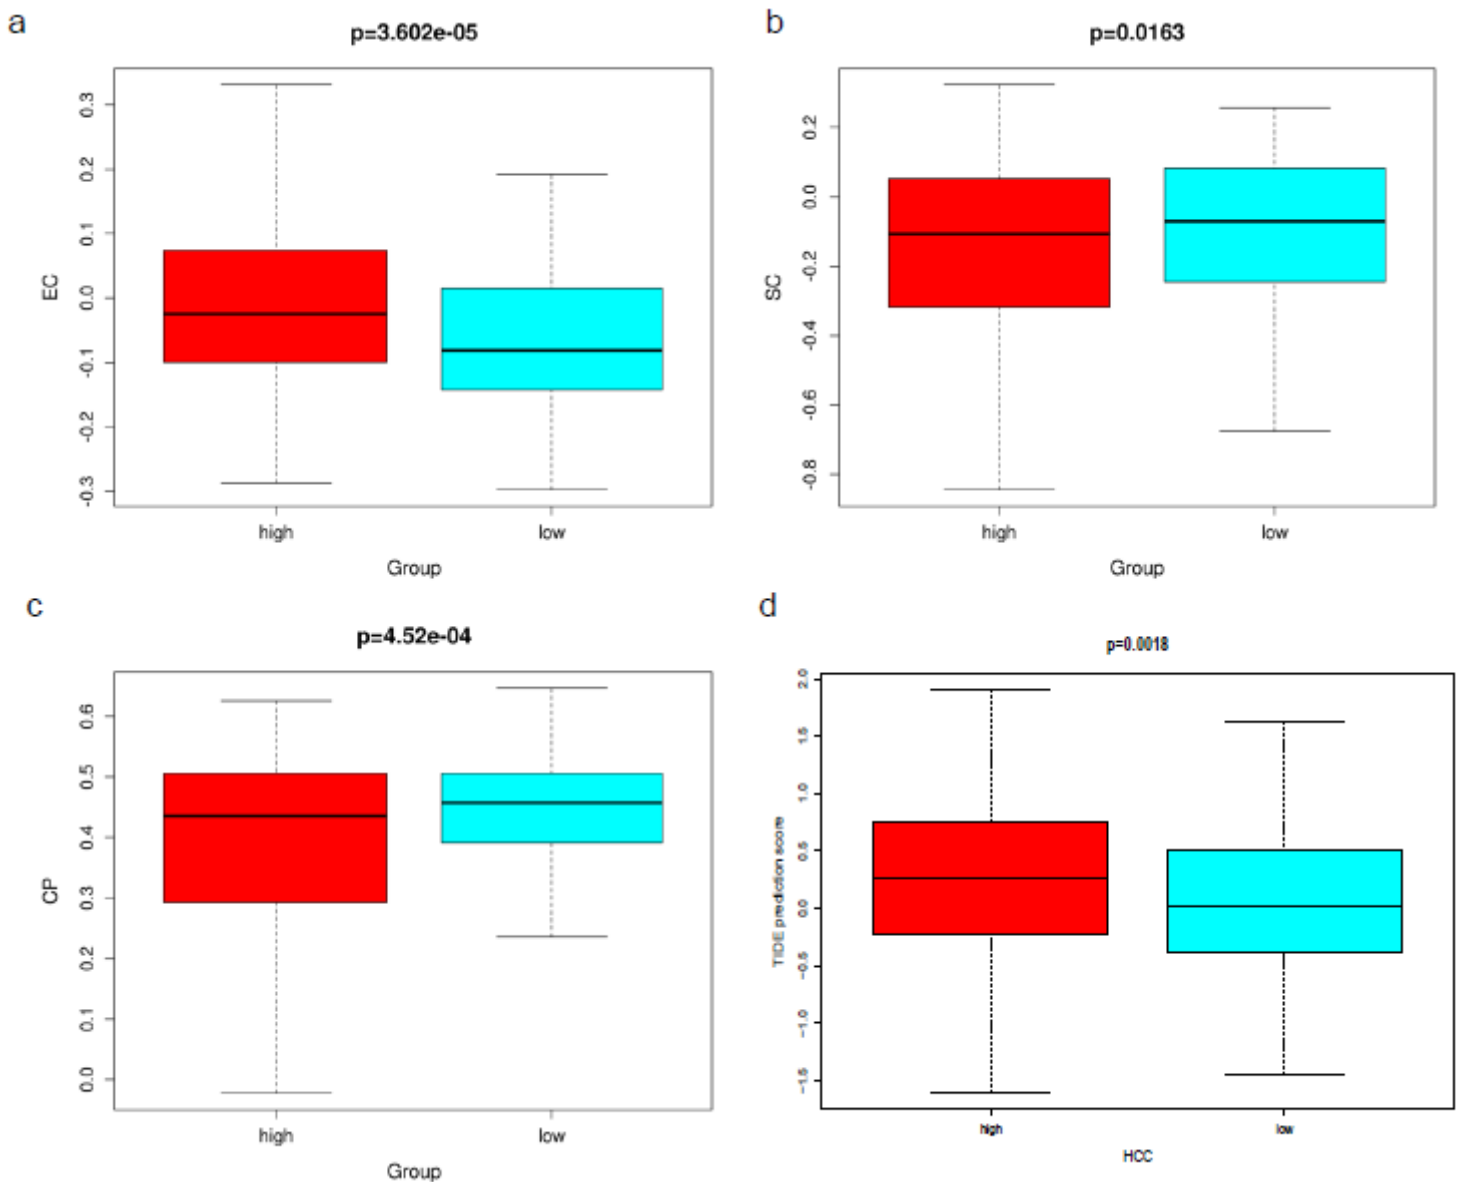 a
p=3.602e-05
EC
0.3
0.2
0.1
0.0
-0.1
-0.2
-0.3
high
low
Group
b
p=0.0163
SC
0.2
0.0
-0.2
-0.4
-0.6
-0.8
high
low
Group
c
p=4.52e-04
CP
0.6
0.5
0.4
0.3
0.2
0.1
0.0
high
low
Group
d
p=0.0018
TIDE prediction score
2.0
1.5
1.0
0.5
0.0
-0.5
-1.0
-1.5
high
low
HCC